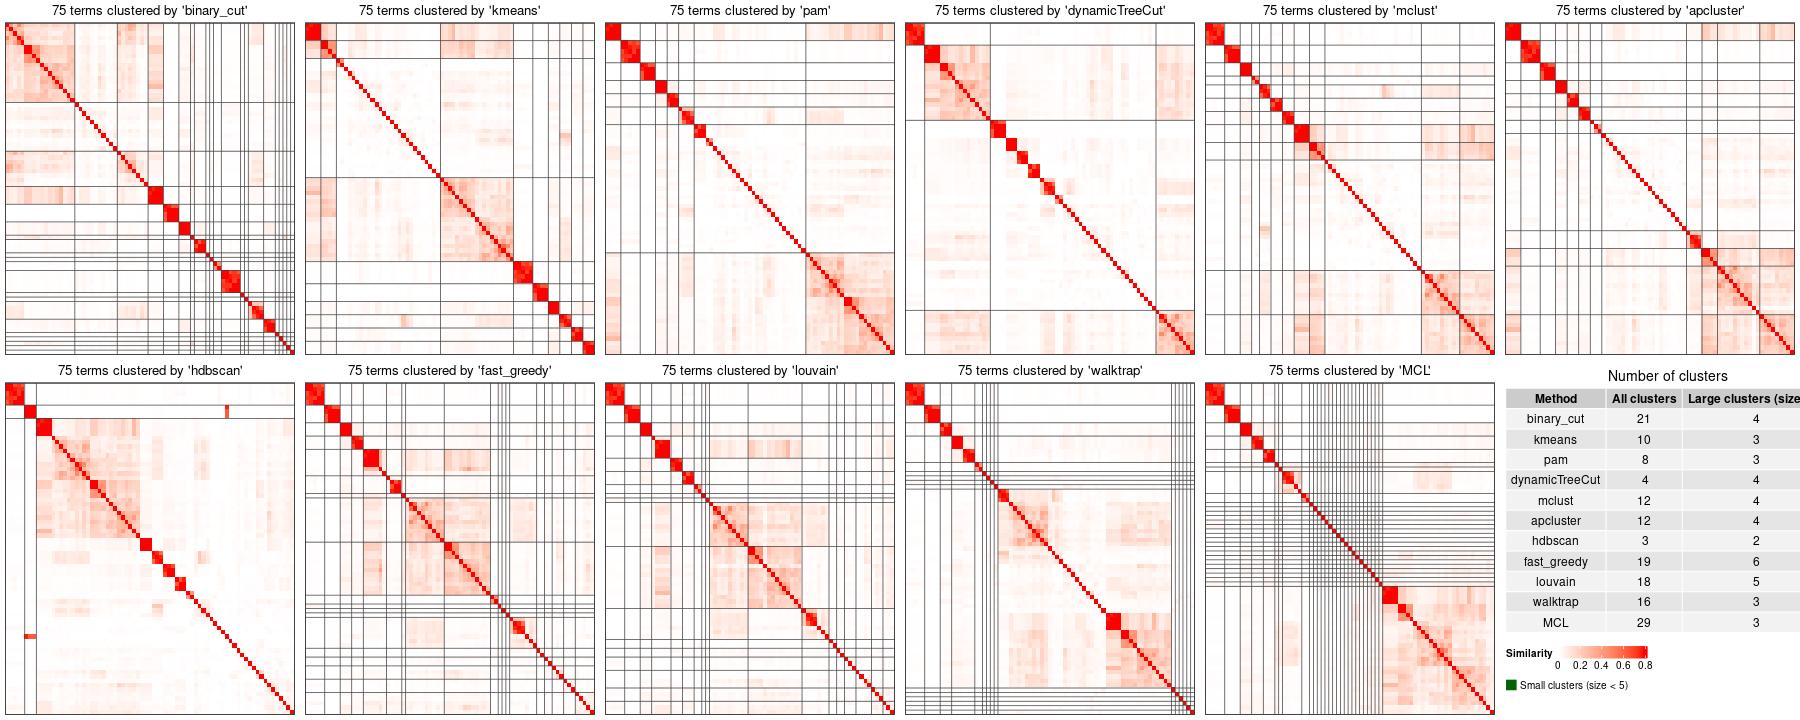 75 terms clustered by 'binary_cut'
75 terms clustered by 'kmeans'
75 terms clustered by 'pam'
75 terms clustered by 'dynamicTreeCut'
75 terms clustered by 'mclust'
75 terms clustered by 'apcluster'
75 terms clustered by 'hdbscan'
75 terms clustered by 'fast_greedy'
75 terms clustered by 'louvain'
75 terms clustered by 'walktrap'
75 terms clustered by 'MCL'
Number of clusters
Method All clusters Large clusters (size
binary_cut 21 4
kmeans 10 3
pam 8 3
dynamicTreeCut 4 4
mclust 12 4
apcluster 12 4
hdbscan 3 2
fast_greedy 19 6
louvain 18 5
walktrap 16 3
MCL 29 3
Similarity
0 0.2 0.4 0.6 0.8
Small clusters (size < 5)